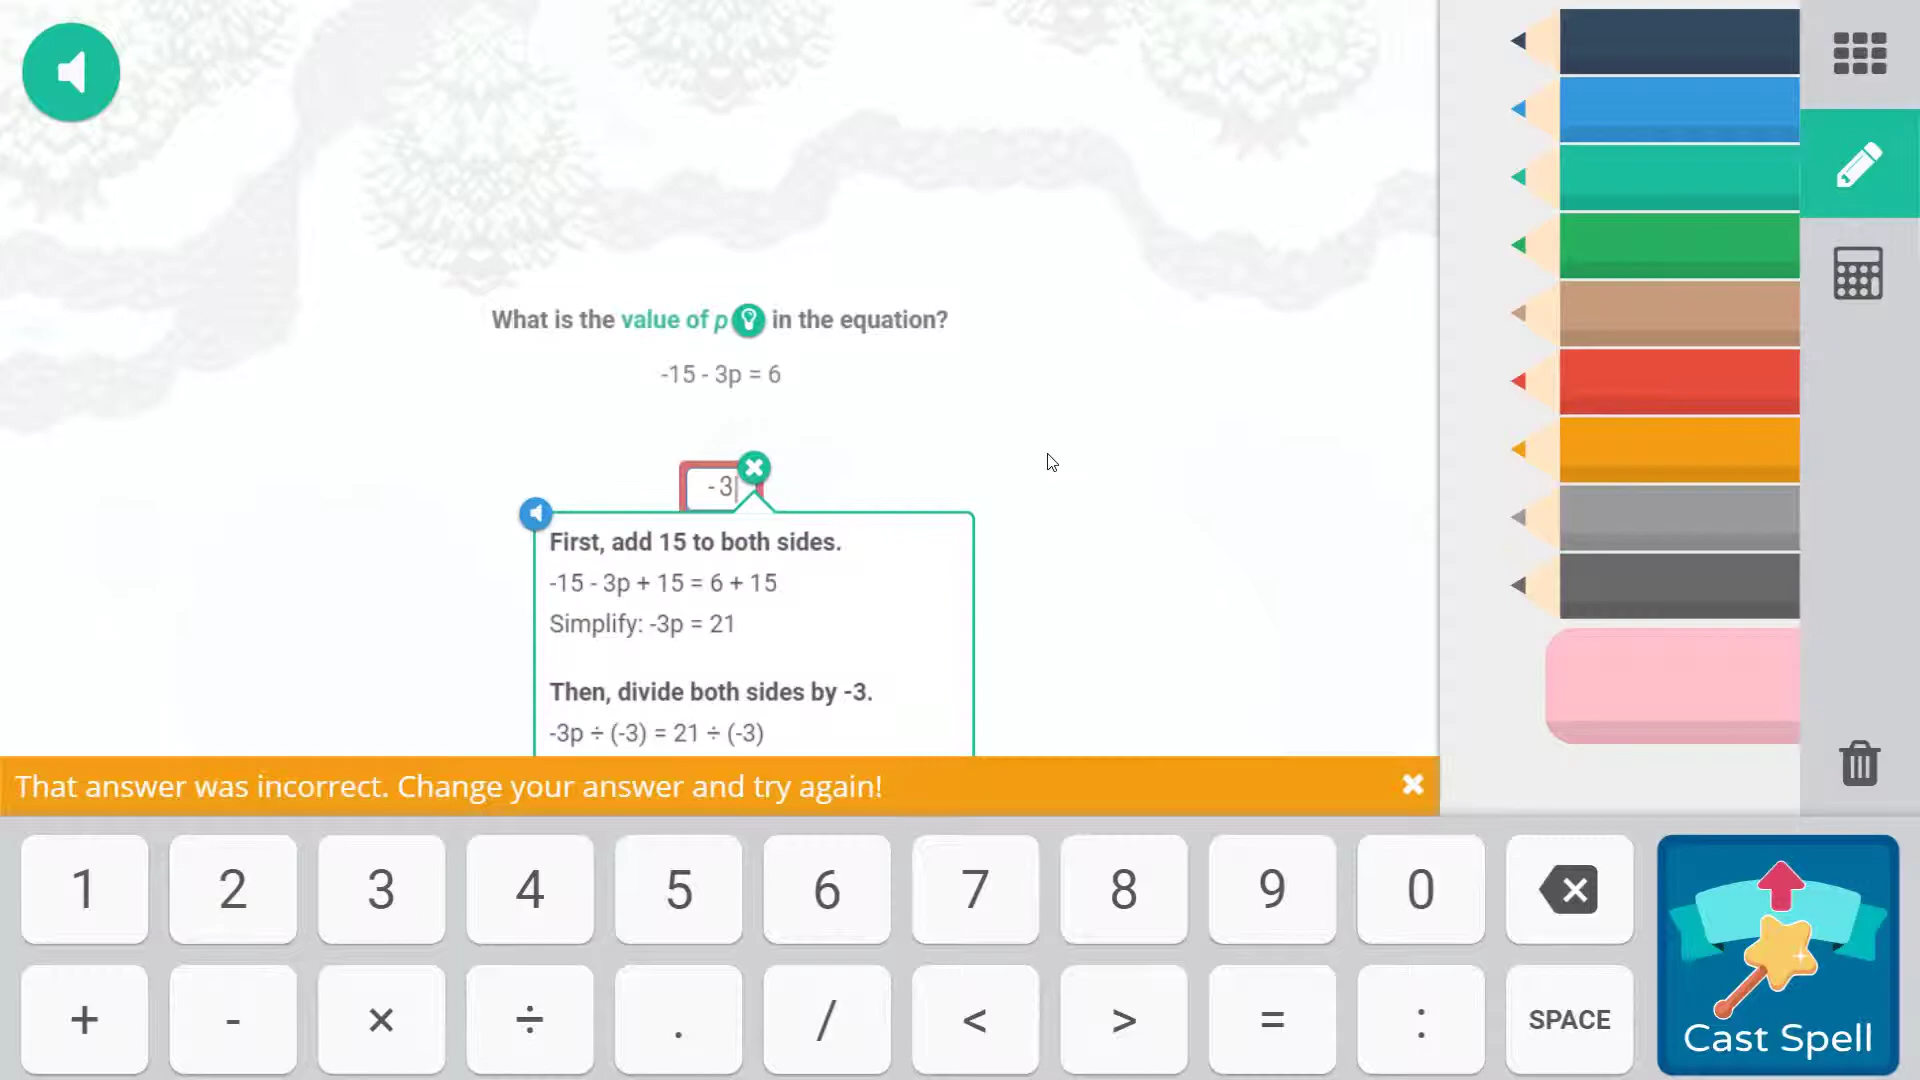 What is the value of p in the equation?
-15 - 3p = 6
-3
First, add 15 to both sides.
-15 - 3p + 15 = 6 + 15
Simplify: -3p = 21
Then, divide both sides by -3.
-3p ÷ (-3) = 21 ÷ (-3)
That answer was incorrect. Change your answer and try again!
1 2 3 4 5 6 7 8 9 0
+ - × ÷ . / < > = : SPACE
Cast Spell